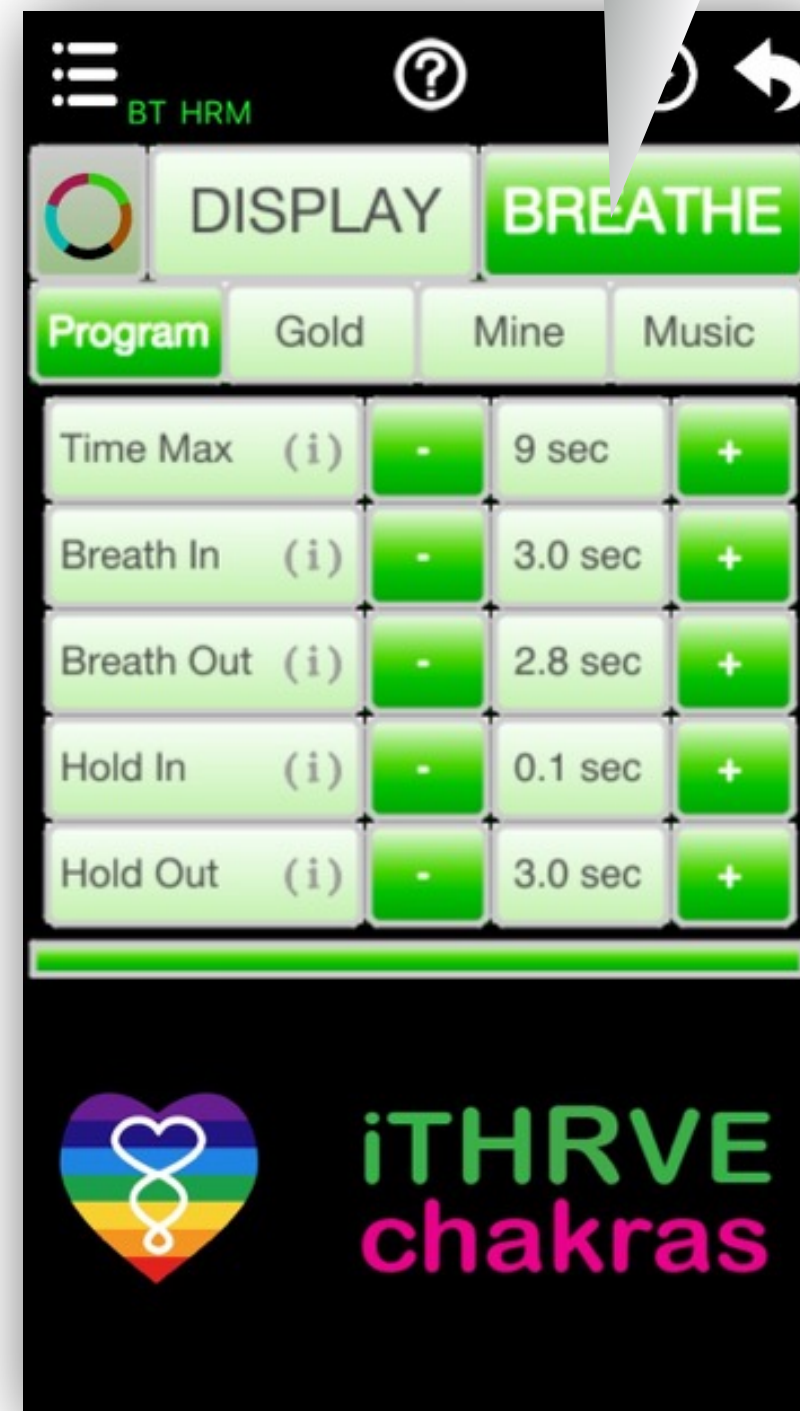 BT HRM
?
DISPLAY BREATHE
Program Gold Mine Music
Time Max (i) - 9 sec +
Breath In (i) - 3.0 sec +
Breath Out (i) - 2.8 sec +
Hold In (i) - 0.1 sec +
Hold Out (i) - 3.0 sec +
iTHRVE
chakras